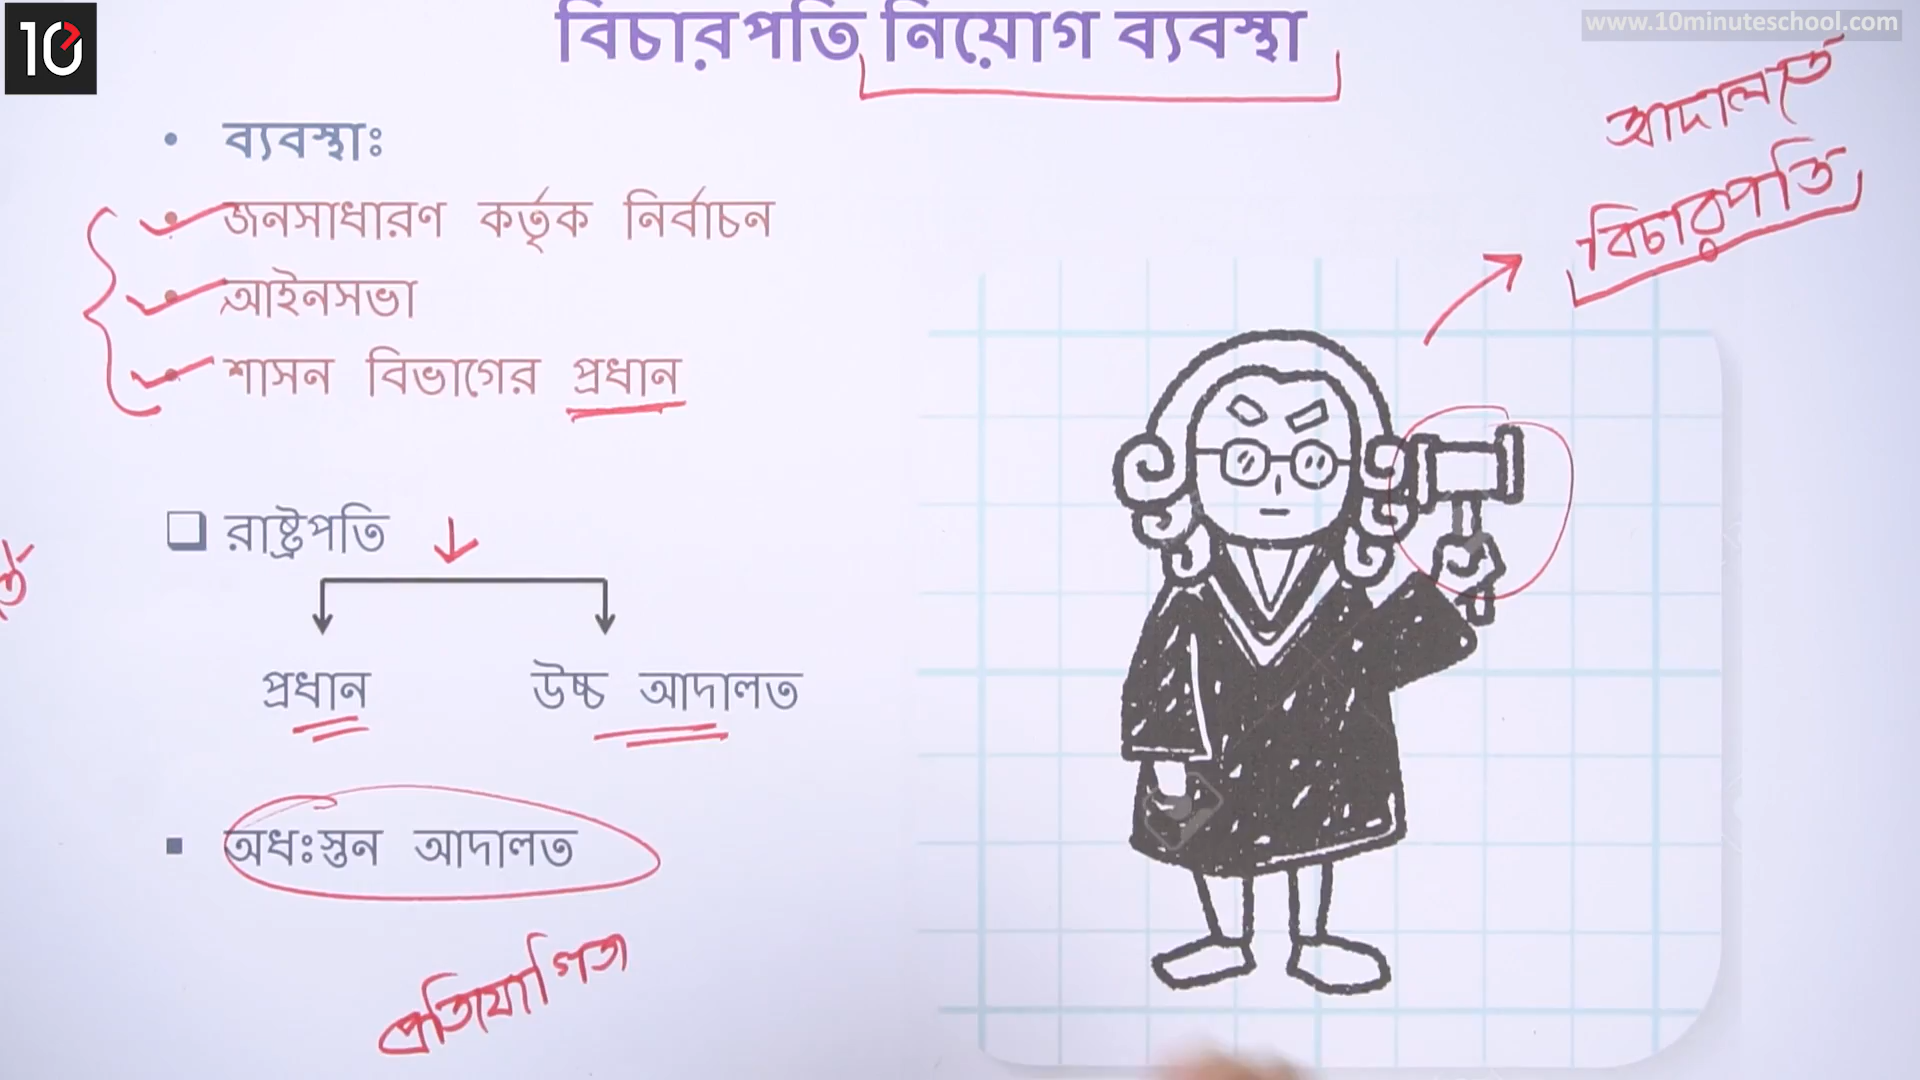 10
www.10minuteschool.com
বিচারপতি নিয়োগ ব্যবস্থা
আদালতে
বিচারপতি
• ব্যবস্থাঃ
• জনসাধারণ কর্তৃক নির্বাচন
• আইনসভা
• শাসন বিভাগের প্রধান
❑ রাষ্ট্রপতি
প্রধান উচ্চ আদালত
▪ অধঃস্তন আদালত